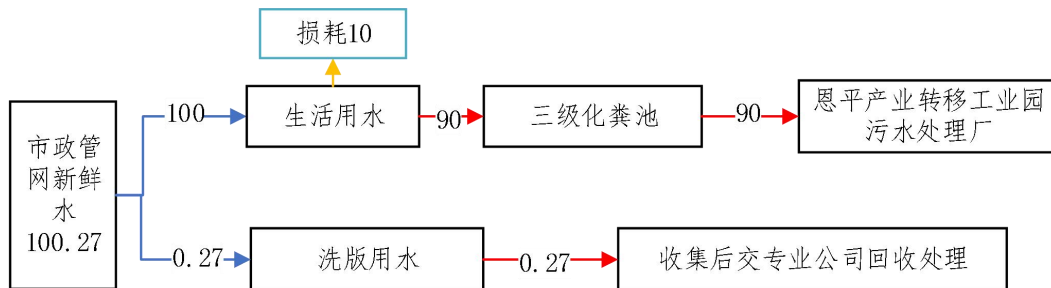 损耗10
市政管
网新鲜
水
100.27
100
生活用水
90
三级化粪池
90
恩平产业转移工业园
污水处理厂
0.27
洗版用水
0.27
收集后交专业公司回收处理